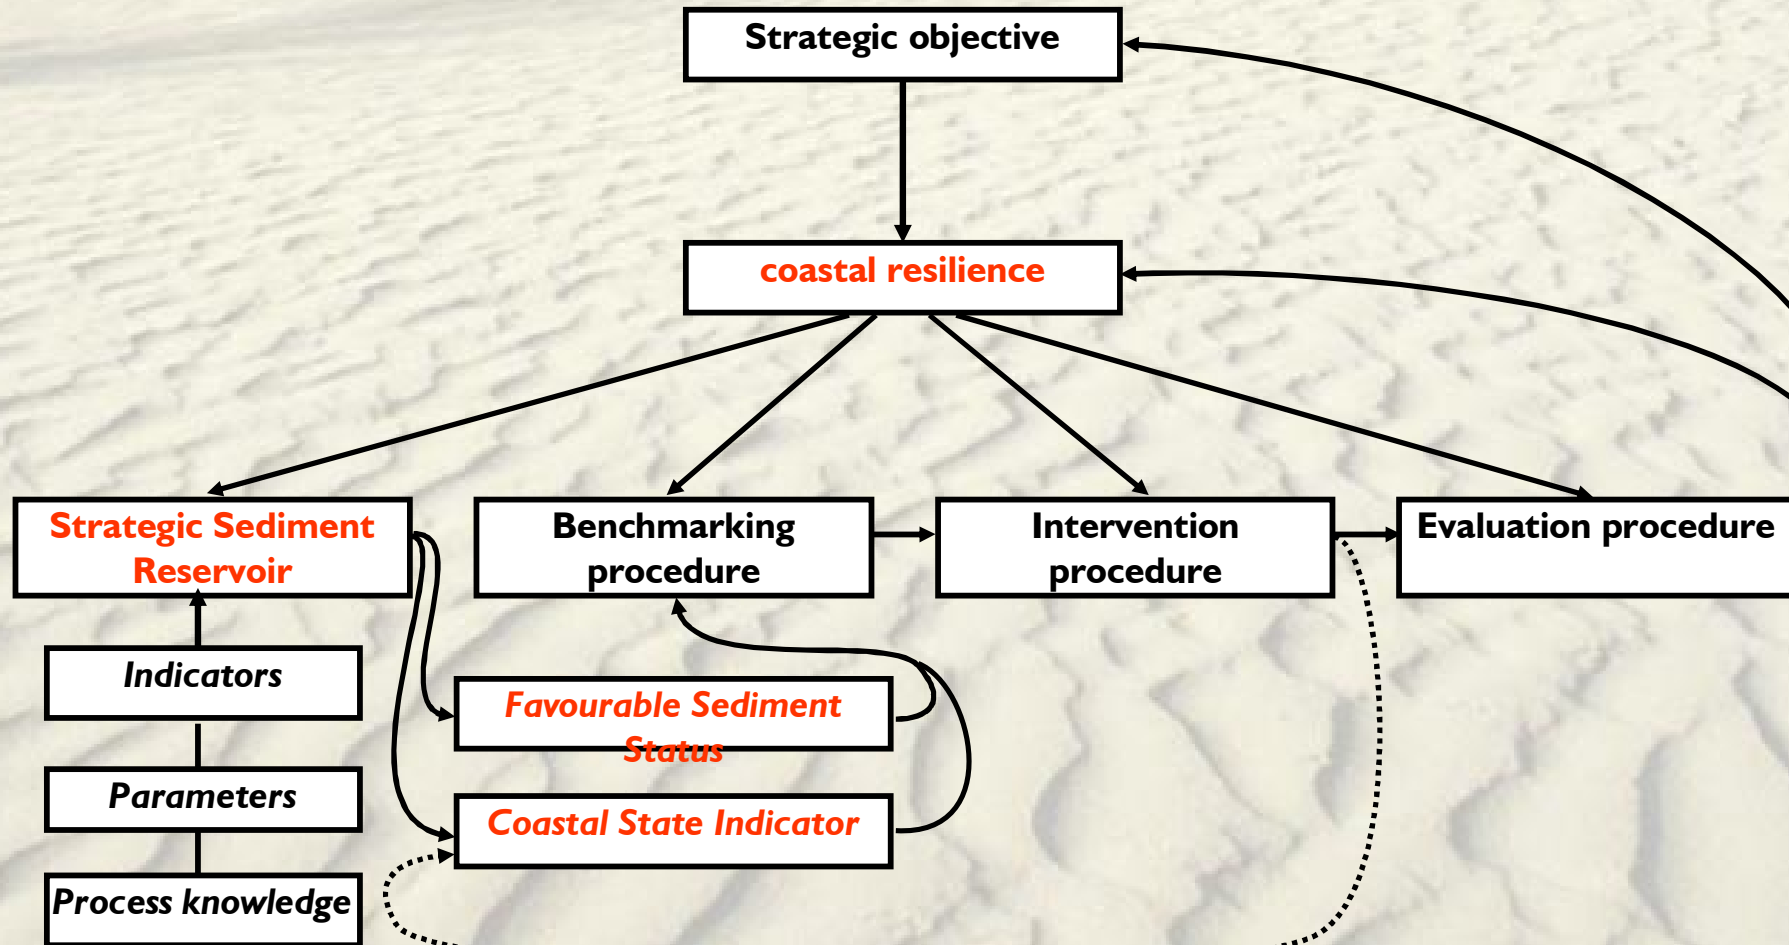 Strategic objective
coastal resilience
Strategic Sediment
Reservoir
Benchmarking
procedure
Intervention
procedure
Evaluation procedure
Indicators
Favourable Sediment
Status
Parameters
Coastal State Indicator
Process knowledge